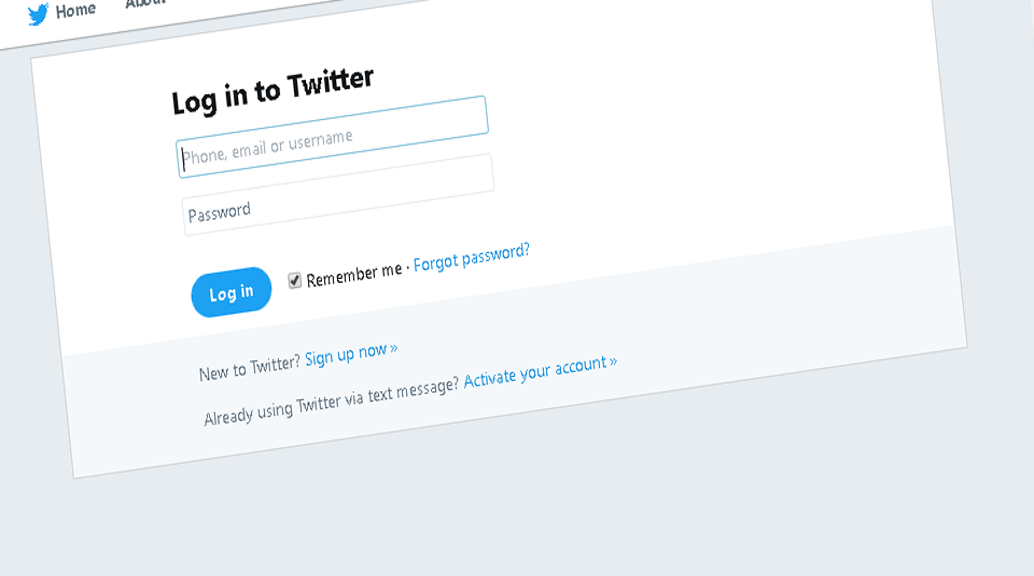 Home About
Log in to Twitter
Phone, email or username
Password
Log in Remember me · Forgot password?
New to Twitter? Sign up now »
Already using Twitter via text message? Activate your account »